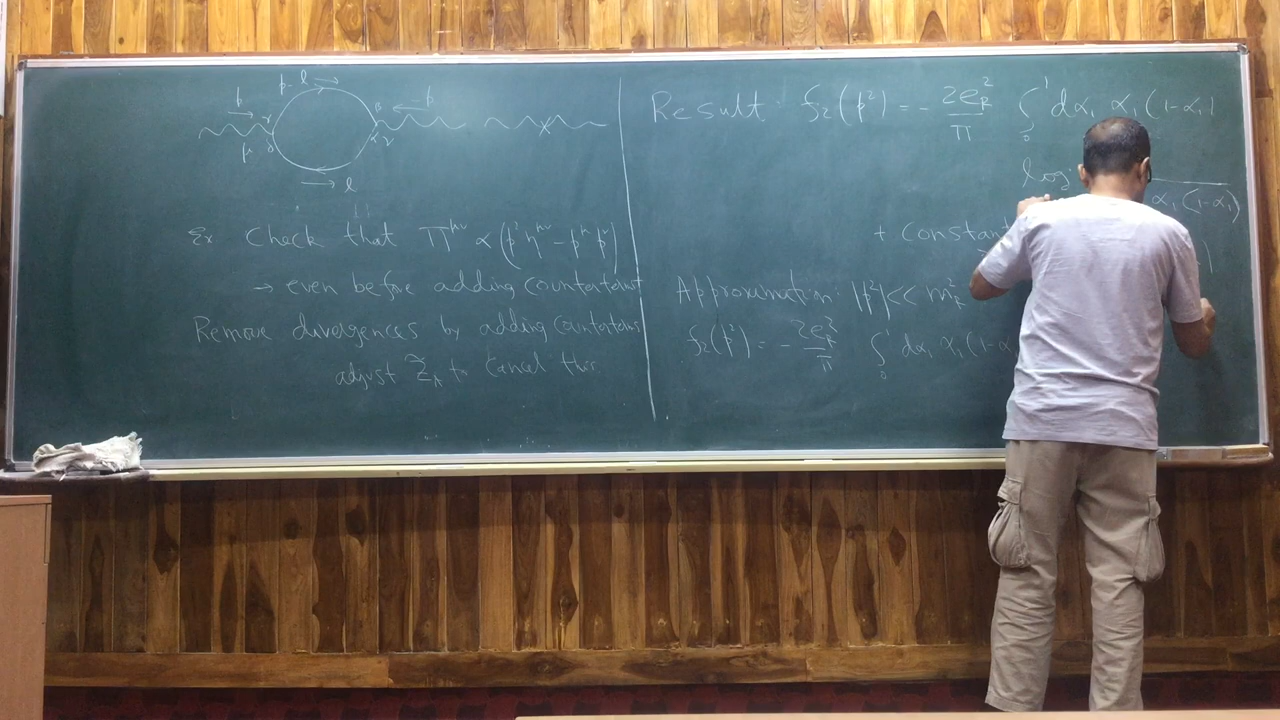 p-l →
p → β ← p
μ γ δ α ν
→ l
Ex Check that Π^{μν} ∝ (p² η^{μν} - p^μ p^ν)
→ even before adding counterterm
Remove divergences by adding counterterms
adjust Z̃_A to cancel this
Result: f₂(p²) = - 2e_R²/π ∫₀¹ dα₁ α₁(1-α₁)
log α₁(1-α₁)
+ constant
Approximation: |p²| << m_R²
f₂(p²) = - 2e_R²/π ∫₀¹ dα₁ α₁(1-α